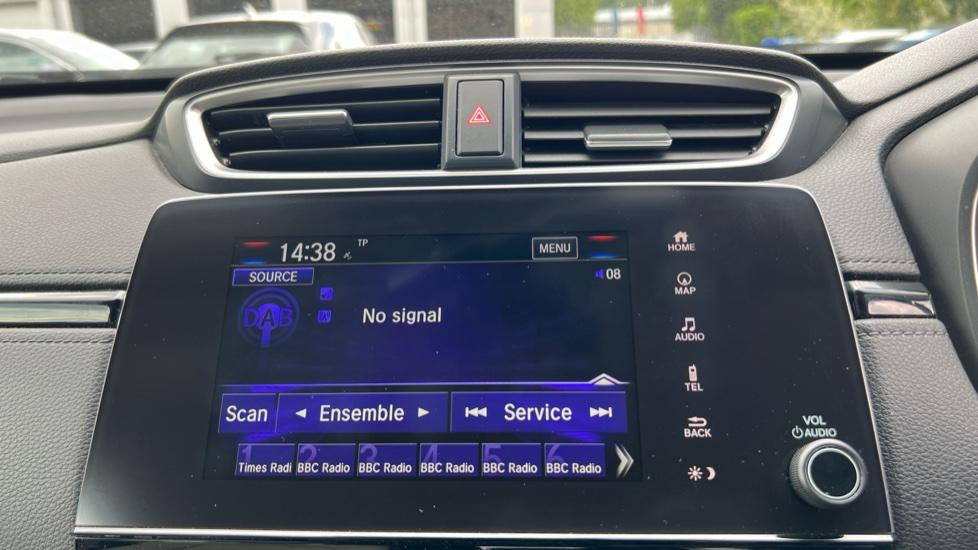 14:38 TP MENU
SOURCE 08
DAB No signal
Scan Ensemble Service
1 2 3 4 5 6
Times Radi BBC Radio BBC Radio BBC Radio BBC Radio BBC Radio
HOME
MAP
AUDIO
TEL
BACK
VOL
AUDIO